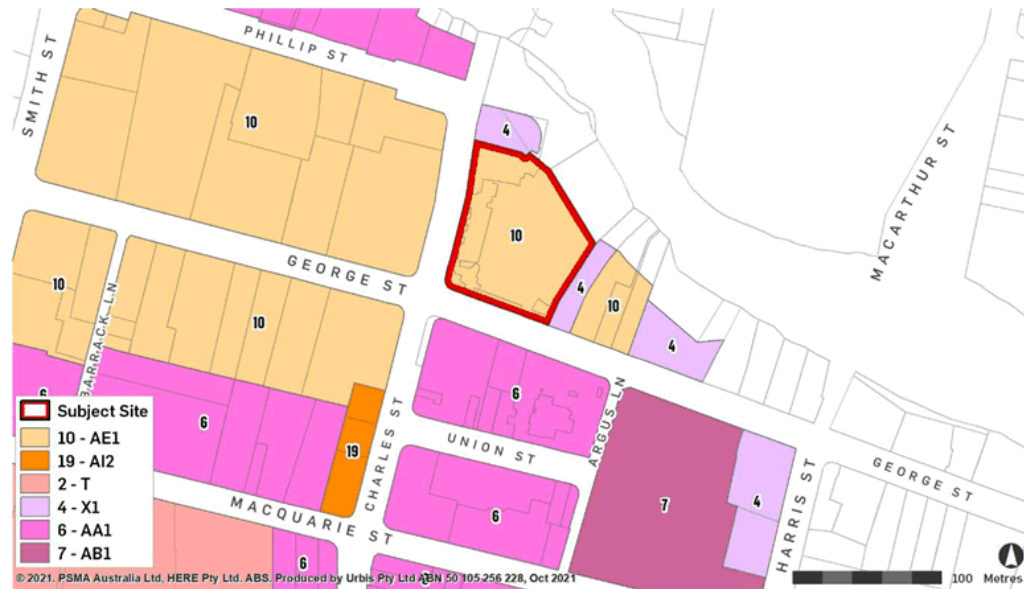 PHILLIP ST
SMITH ST
10
4
MACARTHUR ST
10
GEORGE ST
10
BARRACK LN
10
4
10
4
6
6
6
ARGUS LN
19
CHARLES ST
UNION ST
7
4
HARRIS ST
GEORGE ST
MACQUARIE ST
6
6
Subject Site
10 - AE1
19 - AI2
2 - T
4 - X1
6 - AA1
7 - AB1
© 2021. PSMA Australia Ltd, HERE Pty Ltd. ABS. Produced by Urbis Pty Ltd ABN 50 105 256 228, Oct 2021
100 Metres